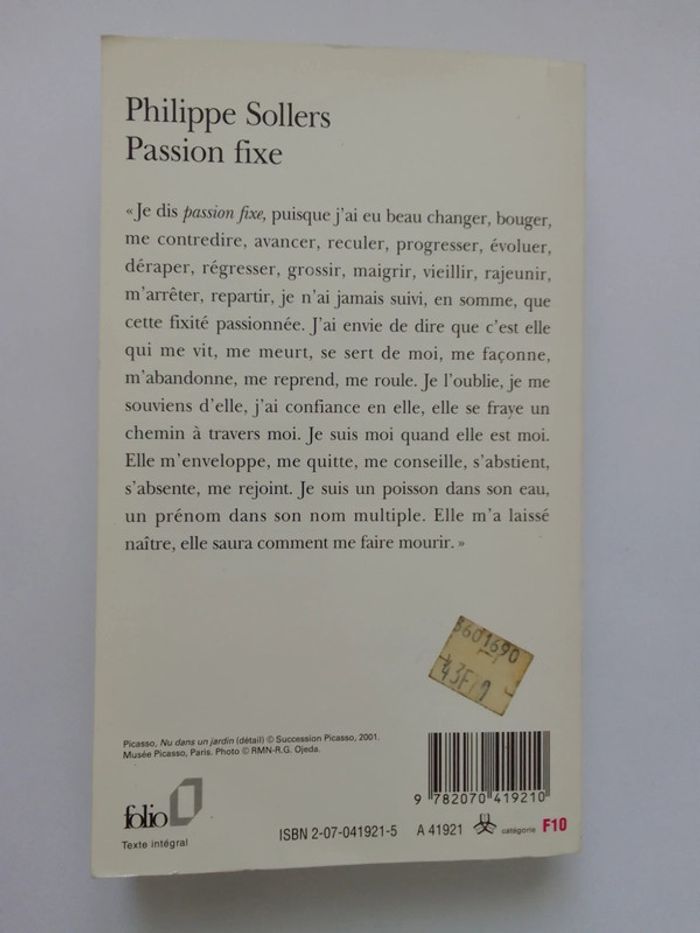 Philippe Sollers
Passion fixe
« Je dis passion fixe, puisque j'ai eu beau changer, bouger,
me contredire, avancer, reculer, progresser, évoluer,
déraper, régresser, grossir, maigrir, vieillir, rajeunir,
m'arrêter, repartir, je n'ai jamais suivi, en somme, que
cette fixité passionnée. J'ai envie de dire que c'est elle
qui me vit, me meurt, se sert de moi, me façonne,
m'abandonne, me reprend, me roule. Je l'oublie, je me
souviens d'elle, j'ai confiance en elle, elle se fraye un
chemin à travers moi. Je suis moi quand elle est moi.
Elle m'enveloppe, me quitte, me conseille, s'abstient,
s'absente, me rejoint. Je suis un poisson dans son eau,
un prénom dans son nom multiple. Elle m'a laissé
naître, elle saura comment me faire mourir. »
3601690
Picasso, Nu dans un jardin (détail) © Succession Picasso, 2001.
Musée Picasso, Paris. Photo © RMN-R.G. Ojeda.
9 782070 419210
folio
Texte intégral
ISBN 2-07-041921-5 A 41921 catégorie F10